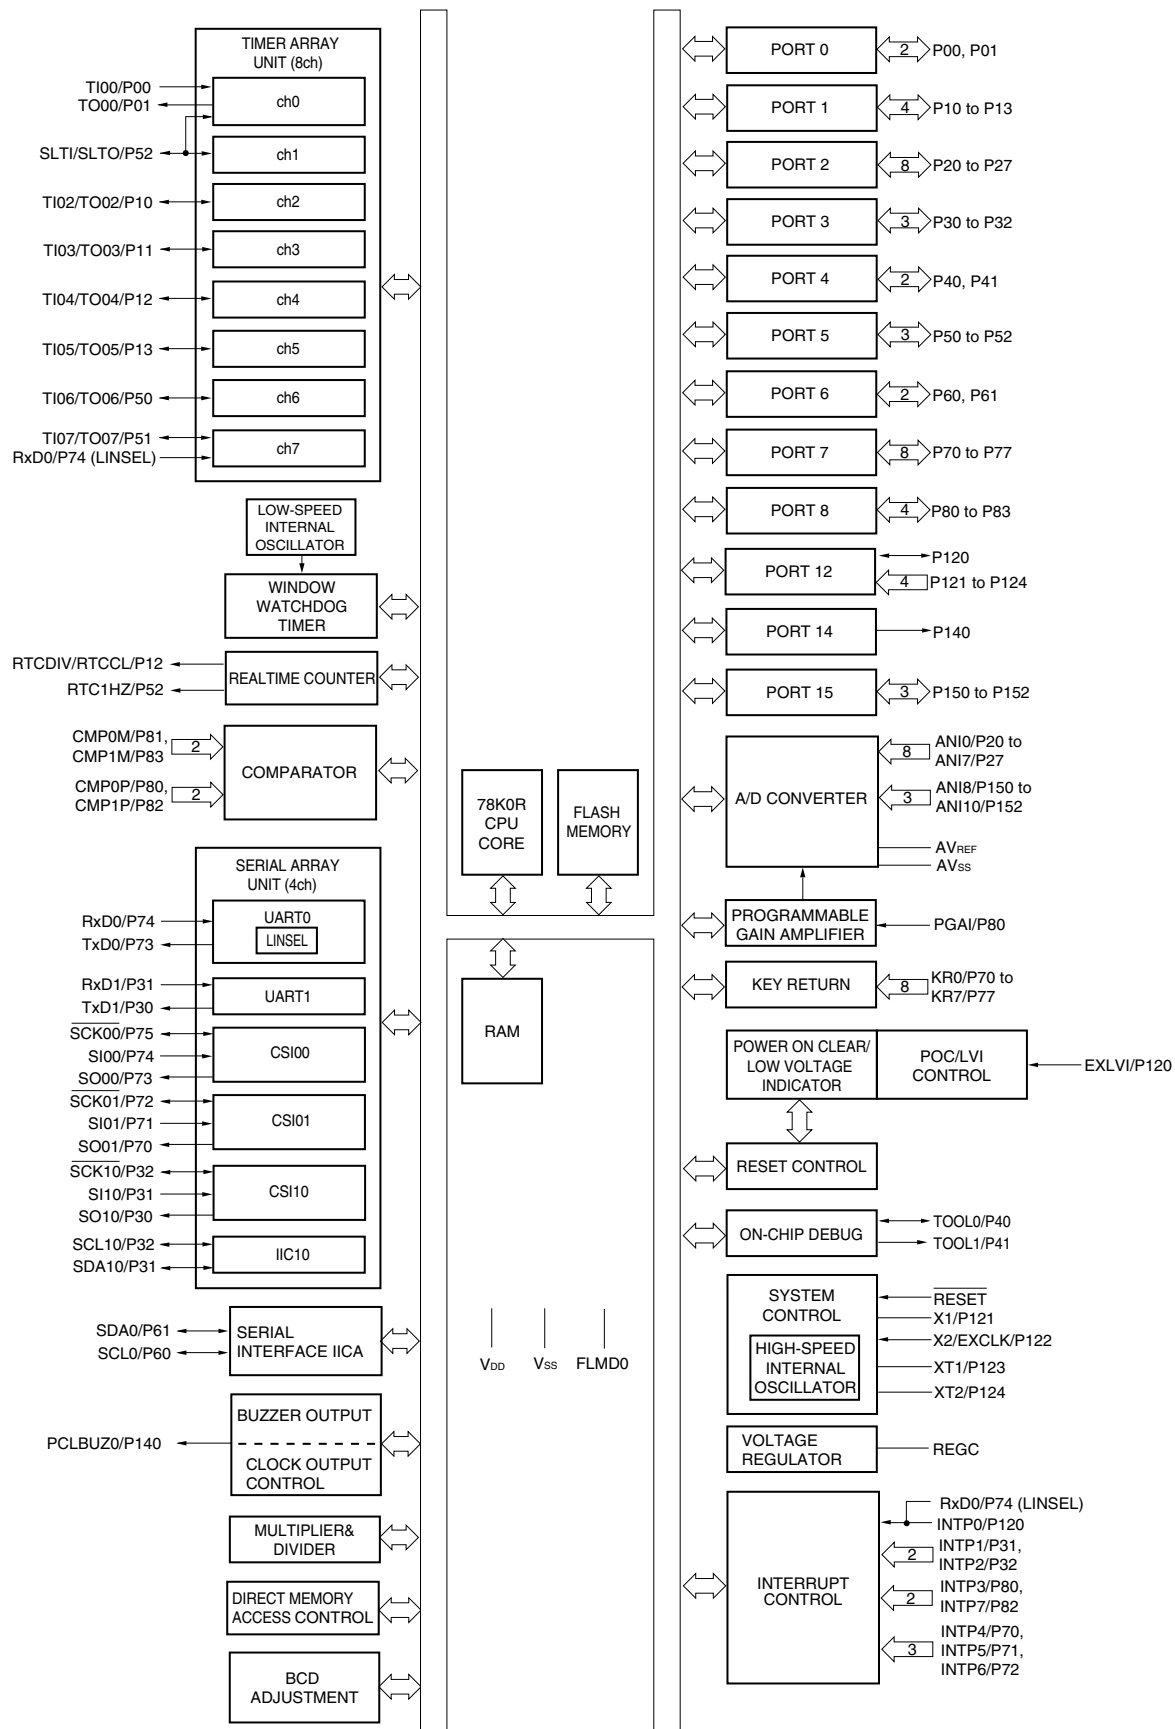 TIMER ARRAY
UNIT (8ch)
TI00/P00
TO00/P01
ch0
SLTI/SLTO/P52
ch1
TI02/TO02/P10
ch2
TI03/TO03/P11
ch3
TI04/TO04/P12
ch4
TI05/TO05/P13
ch5
TI06/TO06/P50
ch6
TI07/TO07/P51
RxD0/P74 (LINSEL)
ch7
LOW-SPEED
INTERNAL
OSCILLATOR
WINDOW
WATCHDOG
TIMER
RTCDIV/RTCCL/P12
RTC1HZ/P52
REALTIME COUNTER
CMP0M/P81,
CMP1M/P83
2
CMP0P/P80,
CMP1P/P82
2
COMPARATOR
SERIAL ARRAY
UNIT (4ch)
RxD0/P74
TxD0/P73
UART0
LINSEL
RxD1/P31
TxD1/P30
UART1
SCK00/P75
SI00/P74
SO00/P73
CSI00
SCK01/P72
SI01/P71
SO01/P70
CSI01
SCK10/P32
SI10/P31
SO10/P30
CSI10
SCL10/P32
SDA10/P31
IIC10
SDA0/P61
SCL0/P60
SERIAL
INTERFACE IICA
PCLBUZ0/P140
BUZZER OUTPUT
CLOCK OUTPUT
CONTROL
MULTIPLIER&
DIVIDER
DIRECT MEMORY
ACCESS CONTROL
BCD
ADJUSTMENT
78K0R
CPU
CORE
FLASH
MEMORY
RAM
VDD
VSS
FLMD0
PORT 0
2
P00, P01
PORT 1
4
P10 to P13
PORT 2
8
P20 to P27
PORT 3
3
P30 to P32
PORT 4
2
P40, P41
PORT 5
3
P50 to P52
PORT 6
2
P60, P61
PORT 7
8
P70 to P77
PORT 8
4
P80 to P83
PORT 12
P120
4
P121 to P124
PORT 14
P140
PORT 15
3
P150 to P152
A/D CONVERTER
8
ANI0/P20 to
ANI7/P27
3
ANI8/P150 to
ANI10/P152
AVREF
AVSS
PROGRAMMABLE
GAIN AMPLIFIER
PGAI/P80
KEY RETURN
8
KR0/P70 to
KR7/P77
POWER ON CLEAR/
LOW VOLTAGE
INDICATOR
POC/LVI
CONTROL
EXLVI/P120
RESET CONTROL
ON-CHIP DEBUG
TOOL0/P40
TOOL1/P41
SYSTEM
CONTROL
HIGH-SPEED
INTERNAL
OSCILLATOR
RESET
X1/P121
X2/EXCLK/P122
XT1/P123
XT2/P124
VOLTAGE
REGULATOR
REGC
INTERRUPT
CONTROL
RxD0/P74 (LINSEL)
INTP0/P120
2
INTP1/P31,
INTP2/P32
2
INTP3/P80,
INTP7/P82
3
INTP4/P70,
INTP5/P71,
INTP6/P72